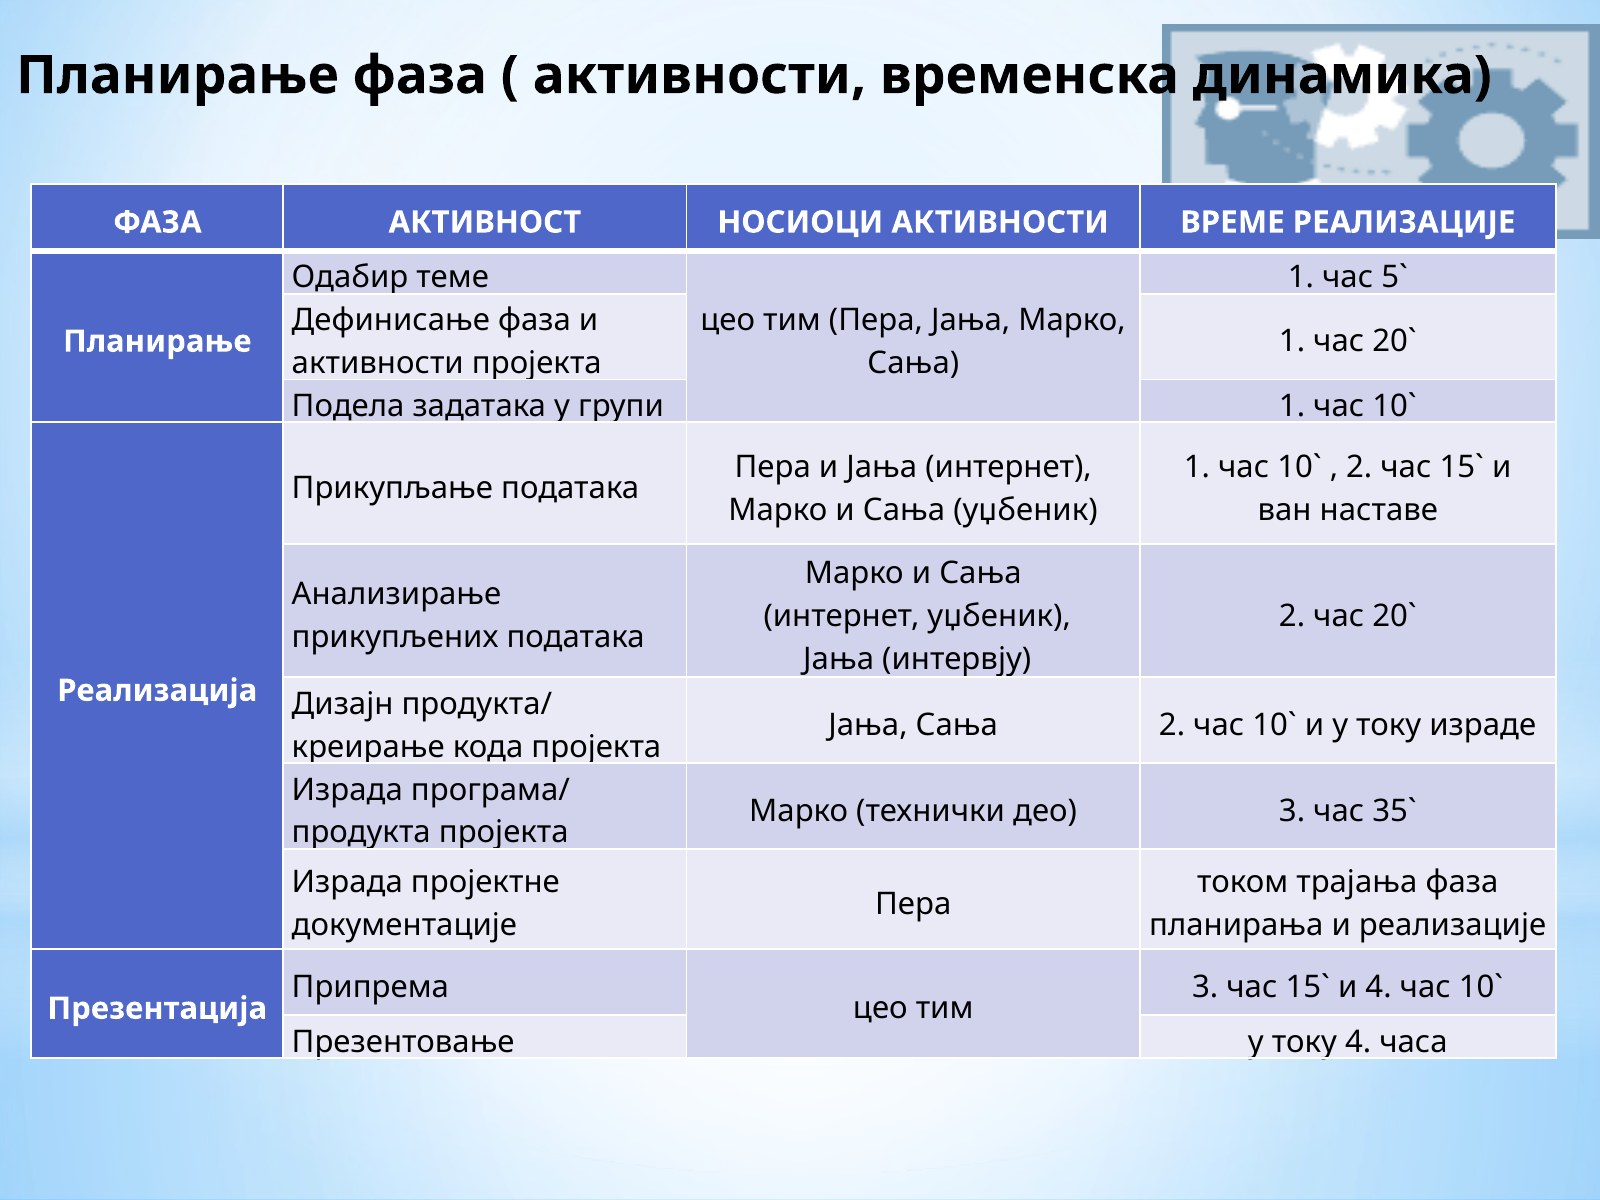 Планирање фаза ( активности, временска динамика)
ФАЗА
АКТИВНОСТ
НОСИОЦИ АКТИВНОСТИ
ВРЕМЕ РЕАЛИЗАЦИЈЕ
Планирање
Одабир теме
цео тим (Пера, Јања, Марко,
Сања)
1. час 5`
Дефинисање фаза и
активности пројекта
1. час 20`
Подела задатака у групи
1. час 10`
Реализација
Прикупљање података
Пера и Јања (интернет),
Марко и Сања (уџбеник)
1. час 10` , 2. час 15` и
ван наставе
Анализирање
прикупљених података
Марко и Сања
(интернет, уџбеник),
Јања (интервју)
2. час 20`
Дизајн продукта/
креирање кода пројекта
Јања, Сања
2. час 10` и у току израде
Израда програма/
продукта пројекта
Марко (технички део)
3. час 35`
Израда пројектне
документације
Пера
током трајања фаза
планирања и реализације
Презентација
Припрема
цео тим
3. час 15` и 4. час 10`
Презентовање
у току 4. часа